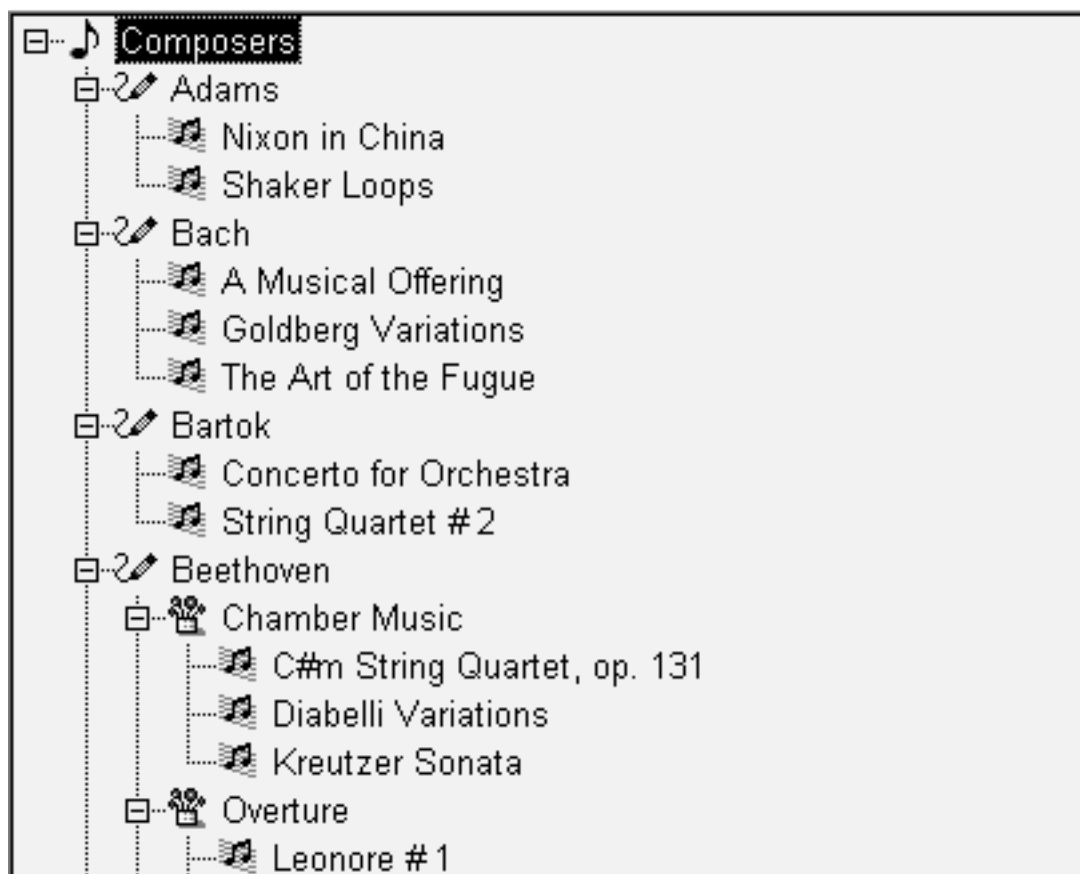 Composers
Adams
Nixon in China
Shaker Loops
Bach
A Musical Offering
Goldberg Variations
The Art of the Fugue
Bartok
Concerto for Orchestra
String Quartet #2
Beethoven
Chamber Music
C#m String Quartet, op. 131
Diabelli Variations
Kreutzer Sonata
Overture
Leonore #1